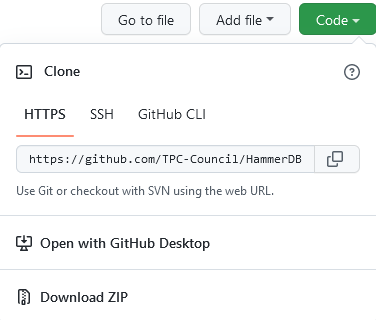 Go to file Add file Code
Clone
HTTPS SSH GitHub CLI
https://github.com/TPC-Council/HammerDB
Use Git or checkout with SVN using the web URL.
Open with GitHub Desktop
Download ZIP